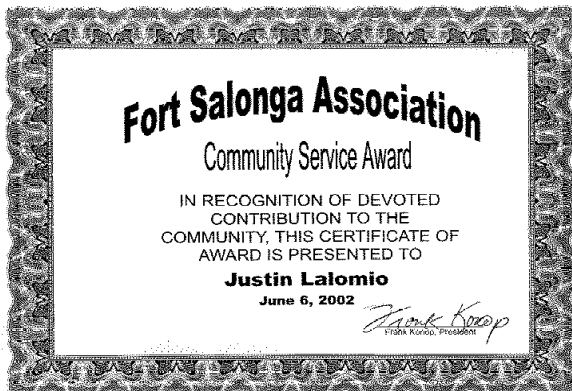 Fort Salonga Association
Community Service Award
IN RECOGNITION OF DEVOTED
CONTRIBUTION TO THE
COMMUNITY, THIS CERTIFICATE OF
AWARD IS PRESENTED TO
Justin Lalomio
June 6, 2002
Frank Konop
Frank Konop, President